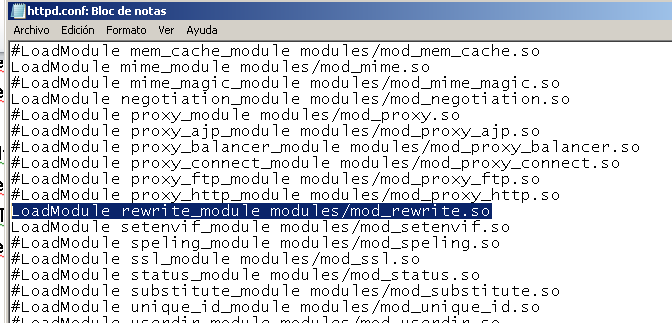 httpd.conf: Bloc de notas
Archivo Edición Formato Ver Ayuda
#LoadModule mem_cache_module modules/mod_mem_cache.so
LoadModule mime_module modules/mod_mime.so
#LoadModule mime_magic_module modules/mod_mime_magic.so
LoadModule negotiation_module modules/mod_negotiation.so
#LoadModule proxy_module modules/mod_proxy.so
#LoadModule proxy_ajp_module modules/mod_proxy_ajp.so
#LoadModule proxy_balancer_module modules/mod_proxy_balancer.so
#LoadModule proxy_connect_module modules/mod_proxy_connect.so
#LoadModule proxy_ftp_module modules/mod_proxy_ftp.so
#LoadModule proxy_http_module modules/mod_proxy_http.so
LoadModule rewrite_module modules/mod_rewrite.so
LoadModule setenvif_module modules/mod_setenvif.so
#LoadModule speling_module modules/mod_speling.so
#LoadModule ssl_module modules/mod_ssl.so
#LoadModule status_module modules/mod_status.so
#LoadModule substitute_module modules/mod_substitute.so
#LoadModule unique_id_module modules/mod_unique_id.so
#LoadModule userdir_module modules/mod_userdir.so